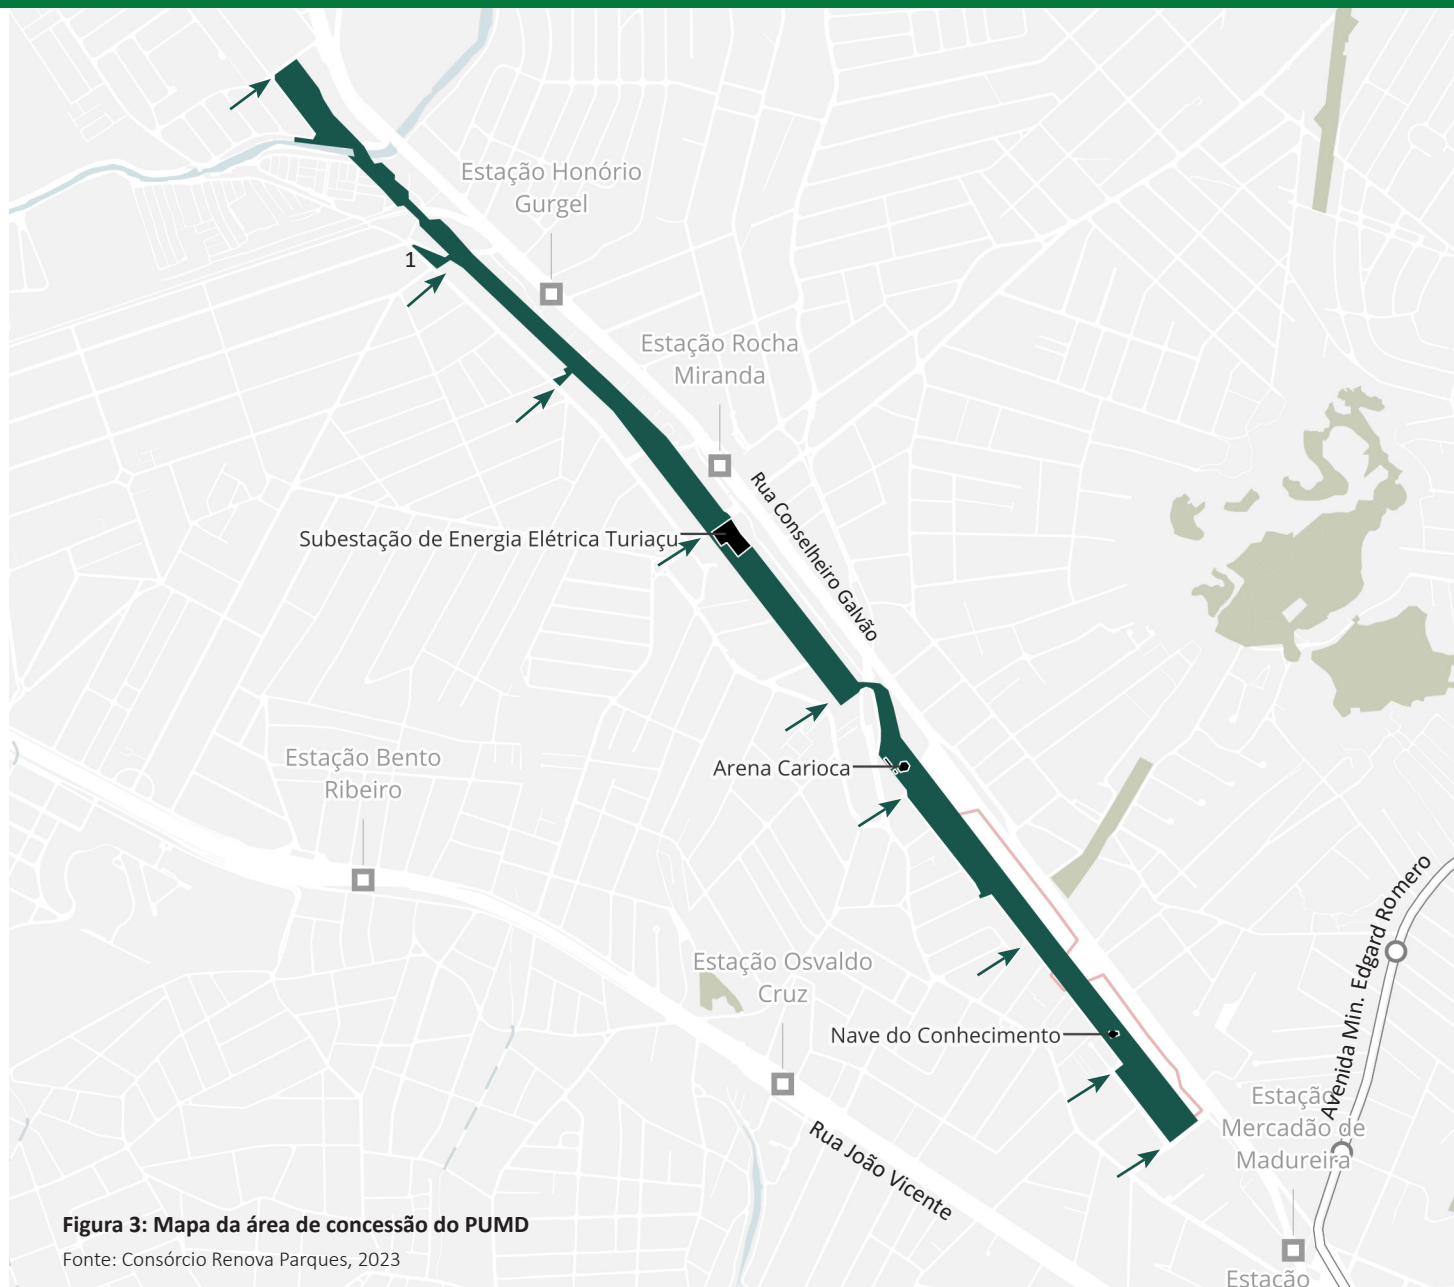 Estação Honório
Gurgel
1
Estação Rocha
Miranda
Rua Conselheiro Galvão
Subestação de Energia Elétrica Turiaçu
Estação Bento
Ribeiro
Arena Carioca
Avenida Min. Edgard Romero
Estação Osvaldo
Cruz
Nave do Conhecimento
Estação
Mercadão de
Madureira
Rua João Vicente
Figura 3: Mapa da área de concessão do PUMD
Fonte: Consórcio Renova Parques, 2023
Estação